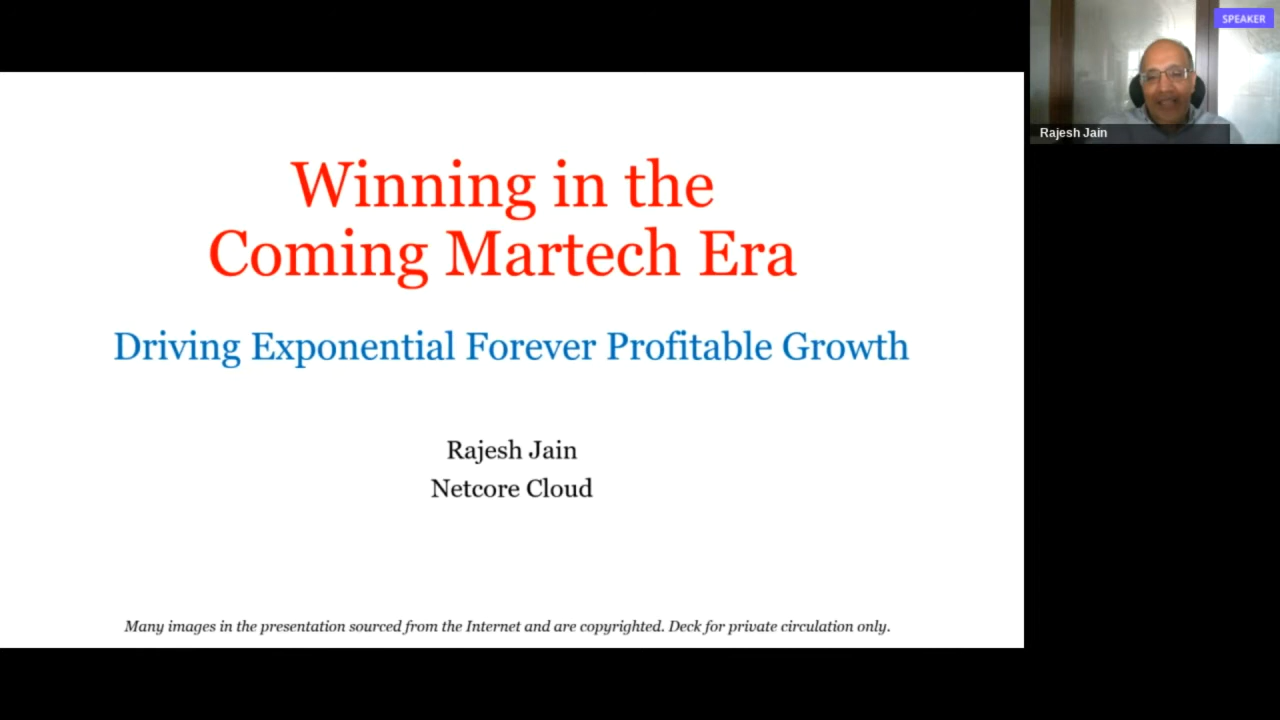 Winning in the
Coming Martech Era
Driving Exponential Forever Profitable Growth
Rajesh Jain
Netcore Cloud
Many images in the presentation sourced from the Internet and are copyrighted. Deck for private circulation only.
SPEAKER
Rajesh Jain